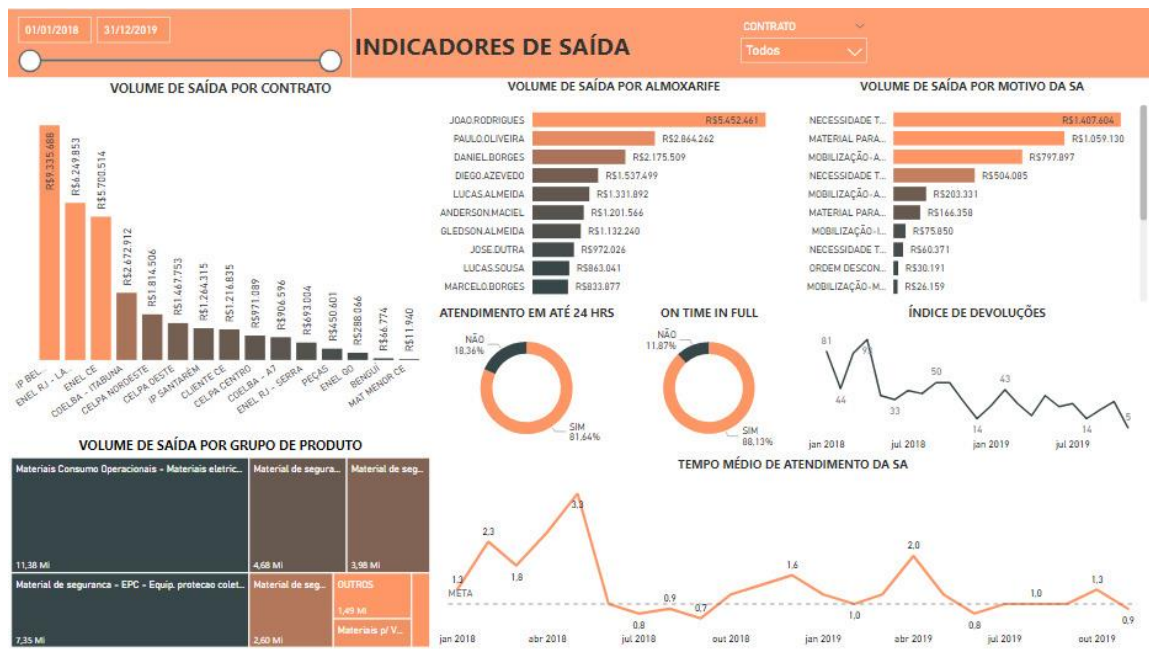 01/01/2018
31/12/2019
INDICADORES DE SAÍDA
CONTRATO
Todos
VOLUME DE SAÍDA POR CONTRATO
R$9.335.688
R$6.249.853
R$5.700.514
R$2.672.912
R$1.814.506
R$1.467.753
R$1.264.315
R$1.216.835
R$971.089
R$906.596
R$693.004
R$450.601
R$288.066
R$66.774
R$11.940
IP BEL...
ENEL RJ - LA...
ENEL CE
COELBA - ITABUNA
CELPA NORDESTE
CELPA OESTE
IP SANTARÉM
CLIENTE CE
CELPA CENTRO
COELBA - A7
ENEL RJ - SERRA
PEÇAS
ENEL GO
BENGUÍ
MAT MENOR CE
VOLUME DE SAÍDA POR ALMOXARIFE
JOAO.RODRIGUES R$5.452.461
PAULO.OLIVEIRA R$2.864.262
DANIEL.BORGES R$2.175.509
DIEGO.AZEVEDO R$1.537.499
LUCAS.ALMEIDA R$1.331.892
ANDERSON.MACIEL R$1.201.566
GLEDSON.ALMEIDA R$1.132.240
JOSE.DUTRA R$972.026
LUCAS.SOUSA R$863.041
MARCELO.BORGES R$833.877
VOLUME DE SAÍDA POR MOTIVO DA SA
NECESSIDADE T... R$1.407.604
MATERIAL PARA... R$1.059.130
MOBILIZAÇÃO-A... R$797.897
NECESSIDADE T... R$504.085
MOBILIZAÇÃO-A... R$203.331
MATERIAL PARA... R$166.358
MOBILIZAÇÃO-I... R$75.850
NECESSIDADE T... R$60.371
ORDEM DESCON... R$30.191
MOBILIZAÇÃO-M... R$26.159
ATENDIMENTO EM ATÉ 24 HRS
NÃO
18,36%
SIM
81,64%
ON TIME IN FULL
NÃO
11,87%
SIM
88,13%
ÍNDICE DE DEVOLUÇÕES
81
44
33
50
14
43
14
5
jan 2018 jul 2018 jan 2019 jul 2019
VOLUME DE SAÍDA POR GRUPO DE PRODUTO
Materiais Consumo Operacionais - Materiais eletric...
11,38 Mi
Material de segura...
4,68 Mi
Material de seg...
3,98 Mi
Material de seguranca - EPC - Equip. protecao colet...
7,35 Mi
Material de seg...
2,60 Mi
OUTROS
1,49 Mi
Materiais p/ V...
TEMPO MÉDIO DE ATENDIMENTO DA SA
1,3
META
2,3
1,8
3,3
0,8
0,9
0,7
1,6
1,0
2,0
0,8
1,0
1,3
0,9
jan 2018 abr 2018 jul 2018 out 2018 jan 2019 abr 2019 jul 2019 out 2019